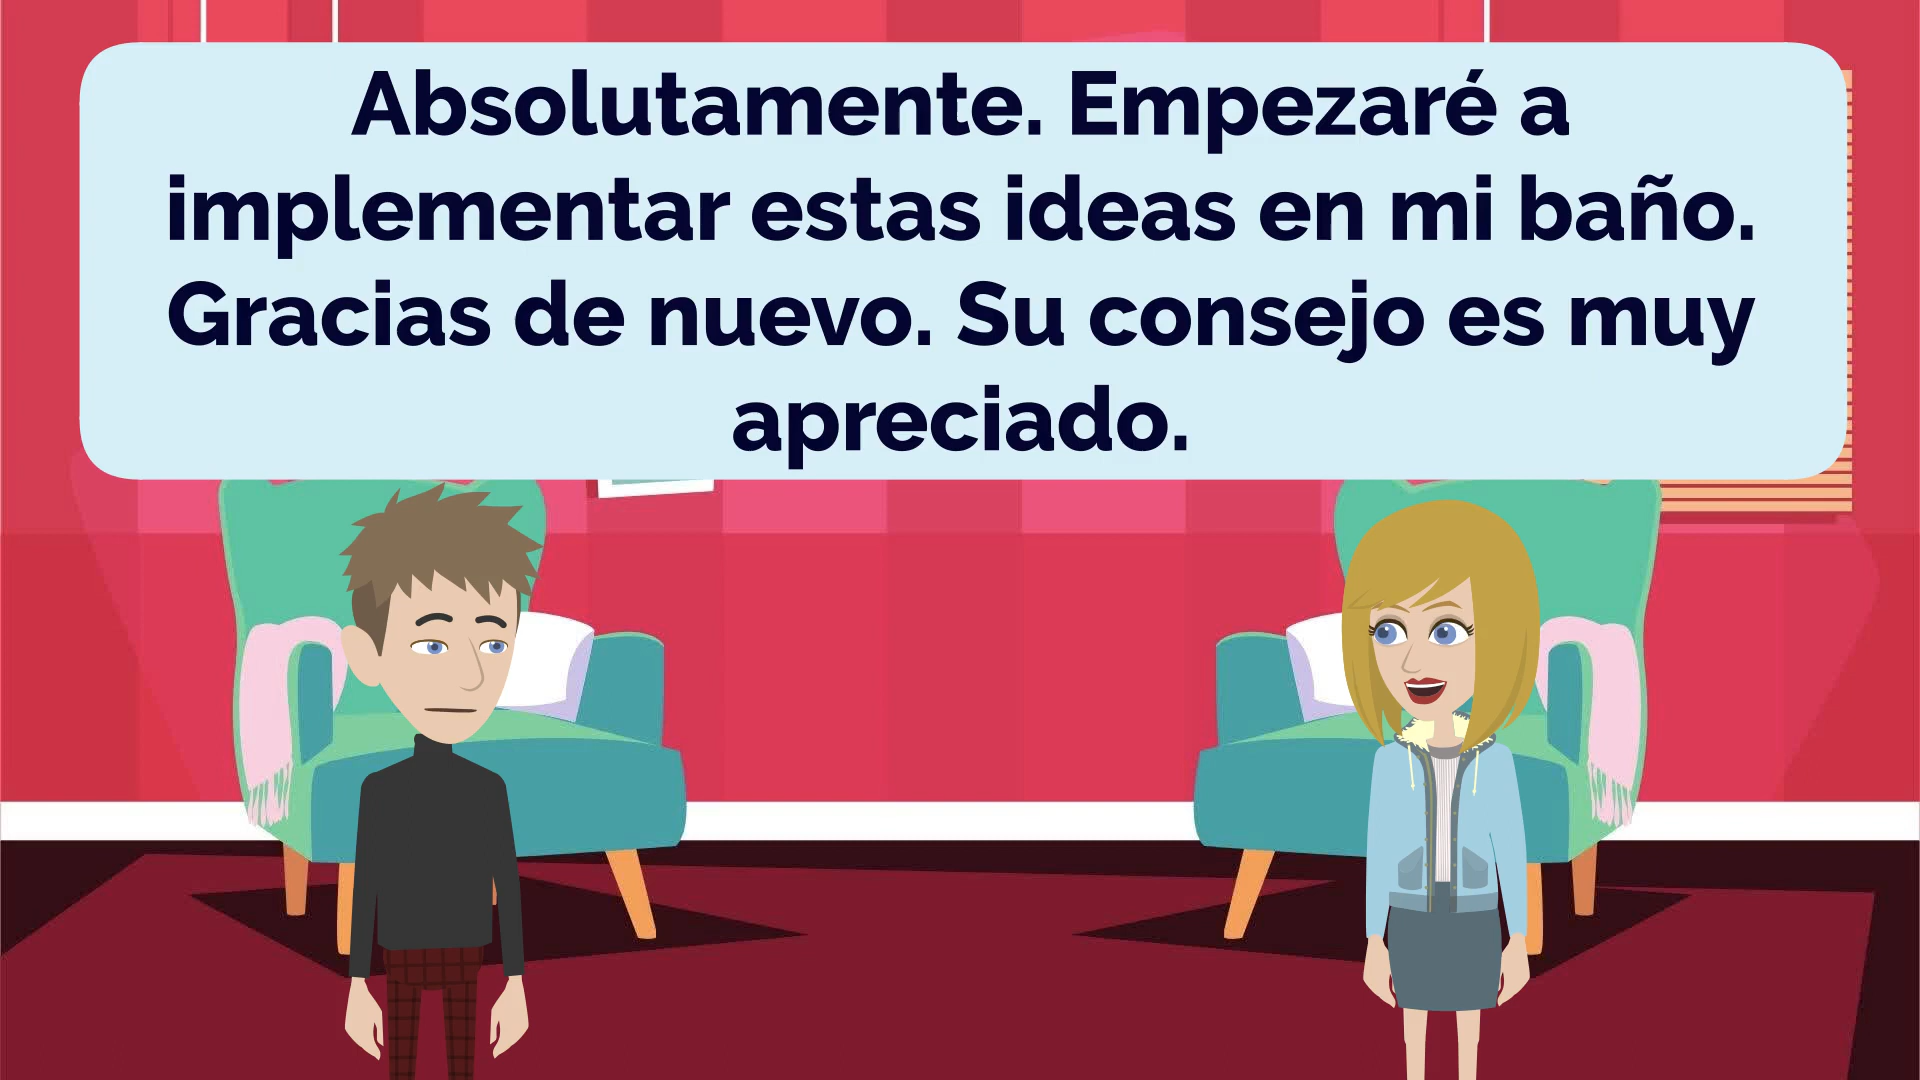 Absolutamente. Empezaré a
implementar estas ideas en mi baño.
Gracias de nuevo. Su consejo es muy
apreciado.